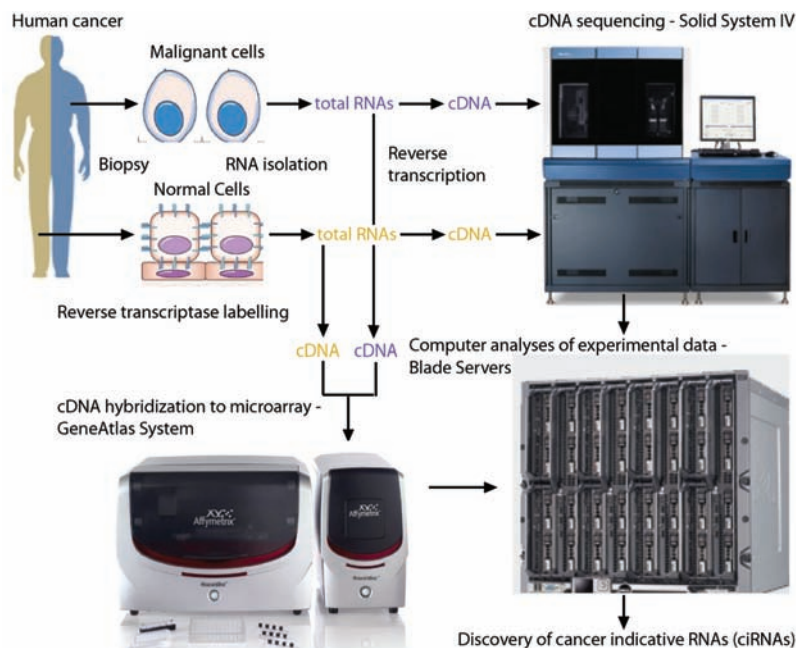 Human cancer
cDNA sequencing - Solid System IV
Malignant cells
total RNAs
cDNA
Biopsy
RNA isolation
Reverse
transcription
Normal Cells
total RNAs
cDNA
Reverse transcriptase labelling
cDNA cDNA
Computer analyses of experimental data -
Blade Servers
cDNA hybridization to microarray -
GeneAtlas System
Affymetrix
Affymetrix
GeneAtlas
Discovery of cancer indicative RNAs (ciRNAs)